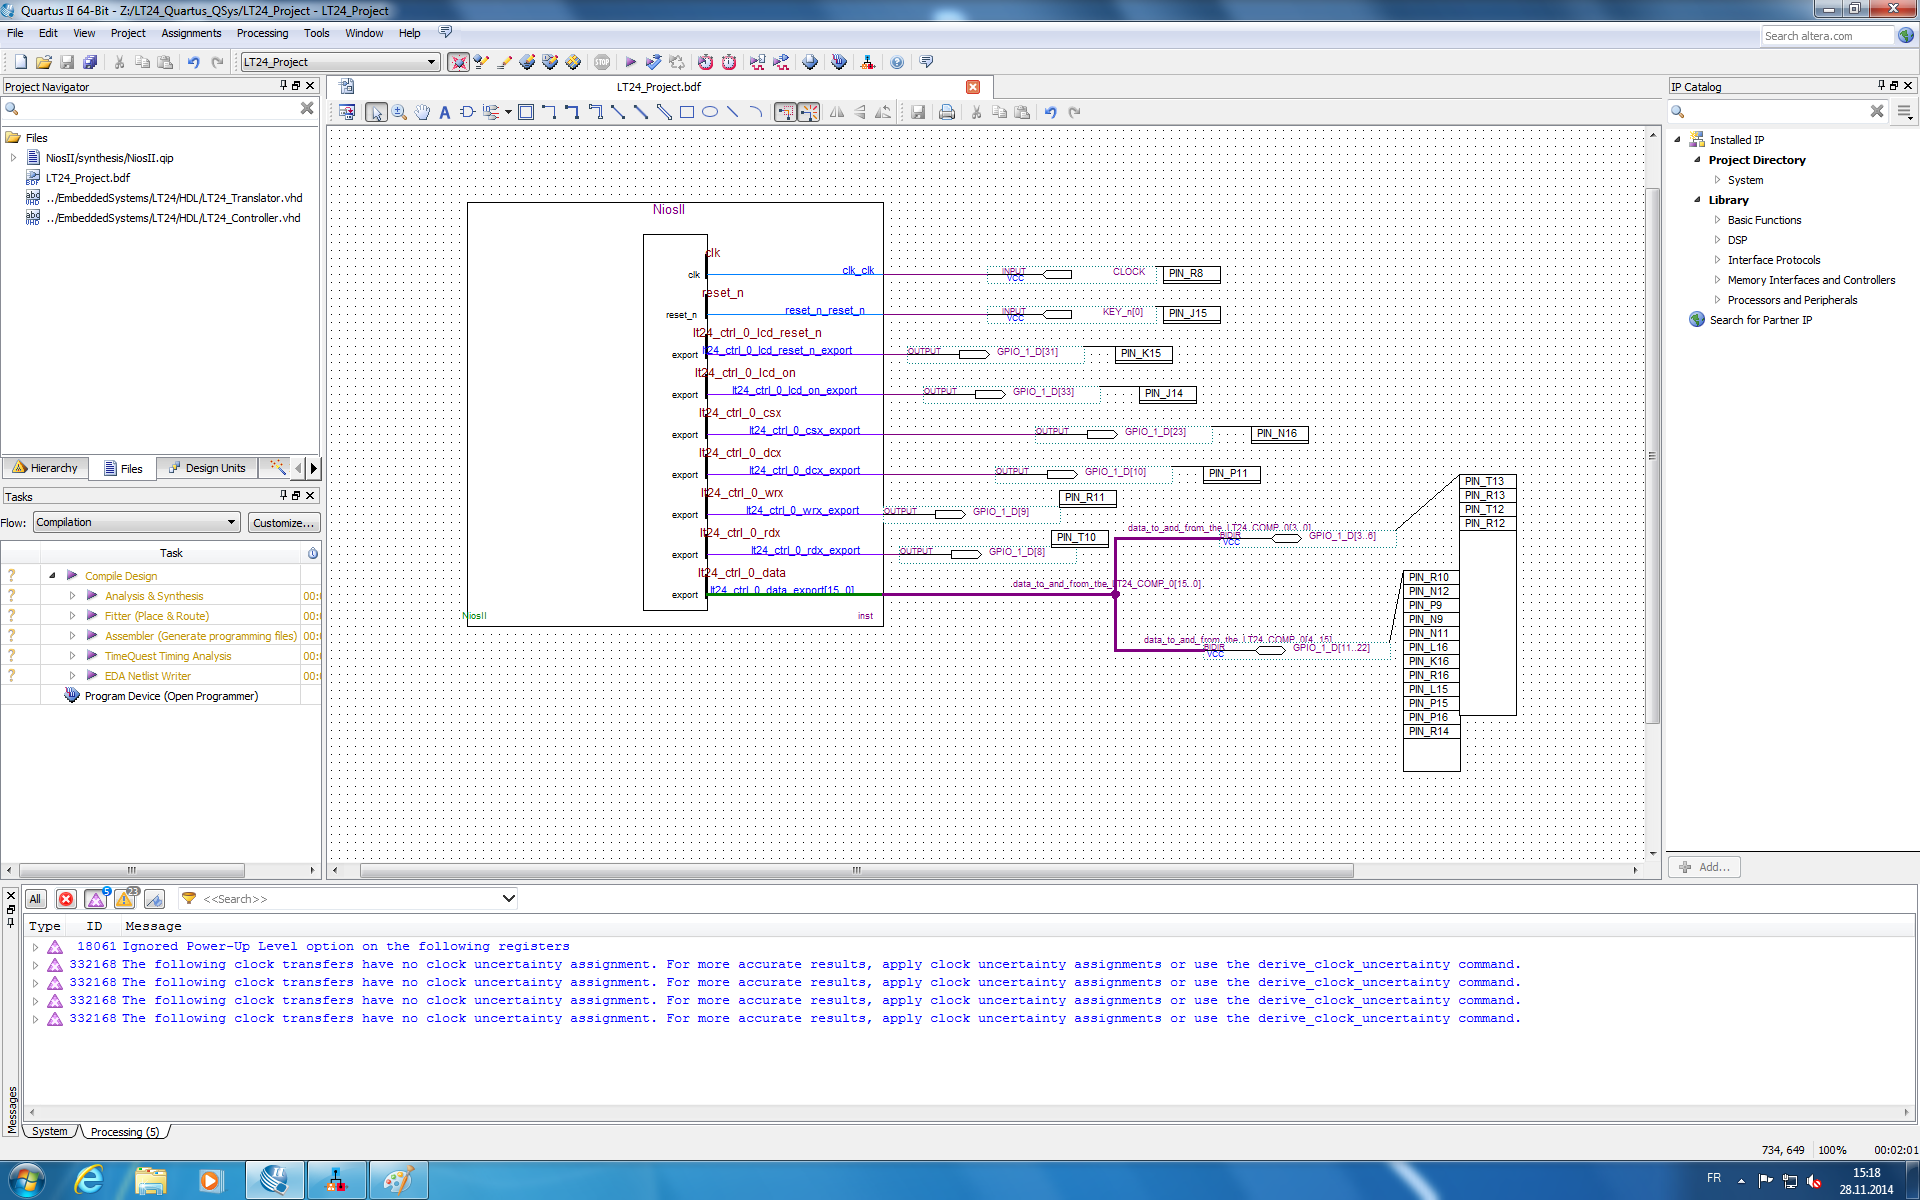 Quartus II 64-Bit - Z:/LT24_Quartus_QSys/LT24_Project - LT24_Project
File Edit View Project Assignments Processing Tools Window Help
Search altera.com
LT24_Project
Project Navigator
Files
NiosII/synthesis/NiosII.qip
LT24_Project.bdf
../EmbeddedSystems/LT24/HDL/LT24_Translator.vhd
../EmbeddedSystems/LT24/HDL/LT24_Controller.vhd
Hierarchy Files Design Units
Tasks
Flow: Compilation Customize...
Task
Compile Design
Analysis & Synthesis 00:
Fitter (Place & Route) 00:
Assembler (Generate programming files) 00:
TimeQuest Timing Analysis 00:
EDA Netlist Writer 00:
Program Device (Open Programmer)
LT24_Project.bdf
NiosII
clk
clk clk_clk INPUT VCC CLOCK PIN_R8
reset_n
reset_n reset_n_reset_n INPUT VCC KEY_n[0] PIN_J15
lt24_ctrl_0_lcd_reset_n
export lt24_ctrl_0_lcd_reset_n_export OUTPUT GPIO_1_D[31] PIN_K15
lt24_ctrl_0_lcd_on
export lt24_ctrl_0_lcd_on_export OUTPUT GPIO_1_D[33] PIN_J14
lt24_ctrl_0_csx
export lt24_ctrl_0_csx_export OUTPUT GPIO_1_D[23] PIN_N16
lt24_ctrl_0_dcx
export lt24_ctrl_0_dcx_export OUTPUT GPIO_1_D[10] PIN_P11
lt24_ctrl_0_wrx PIN_R11
export lt24_ctrl_0_wrx_export OUTPUT GPIO_1_D[9]
lt24_ctrl_0_rdx PIN_T10
export lt24_ctrl_0_rdx_export OUTPUT GPIO_1_D[8]
lt24_ctrl_0_data
export lt24_ctrl_0_data_export[15..0]
NiosII inst
data_to_and_from_the_LT24_COMP_0[3..0]
BIDIR VCC GPIO_1_D[3..6]
data_to_and_from_the_LT24_COMP_0[15..0]
data_to_and_from_the_LT24_COMP_0[4..15]
BIDIR VCC GPIO_1_D[11..22]
PIN_T13
PIN_R13
PIN_T12
PIN_R12
PIN_R10
PIN_N12
PIN_P9
PIN_N9
PIN_N11
PIN_L16
PIN_K16
PIN_R16
PIN_L15
PIN_P15
PIN_P16
PIN_R14
IP Catalog
Installed IP
Project Directory
System
Library
Basic Functions
DSP
Interface Protocols
Memory Interfaces and Controllers
Processors and Peripherals
Search for Partner IP
Add...
All 5 23 <<Search>>
Type ID Message
18061 Ignored Power-Up Level option on the following registers
332168 The following clock transfers have no clock uncertainty assignment. For more accurate results, apply clock uncertainty assignments or use the derive_clock_uncertainty command.
332168 The following clock transfers have no clock uncertainty assignment. For more accurate results, apply clock uncertainty assignments or use the derive_clock_uncertainty command.
332168 The following clock transfers have no clock uncertainty assignment. For more accurate results, apply clock uncertainty assignments or use the derive_clock_uncertainty command.
332168 The following clock transfers have no clock uncertainty assignment. For more accurate results, apply clock uncertainty assignments or use the derive_clock_uncertainty command.
Messages
System Processing (5)
734, 649 100% 00:02:01
FR 15:18
28.11.2014